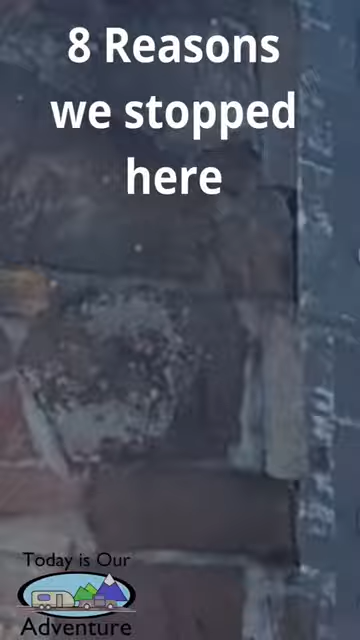 8 Reasons
we stopped
here
Today is Our
Adventure